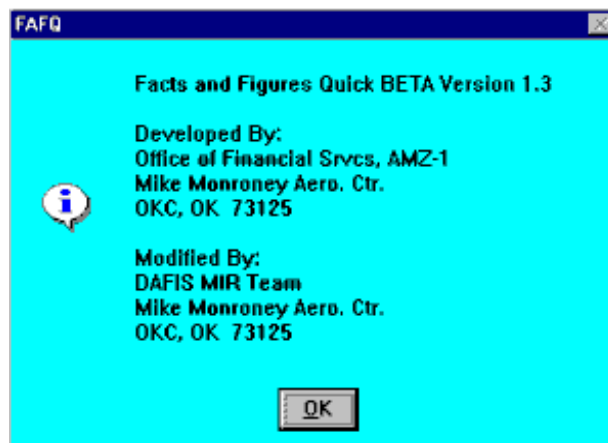 FAFQ
Facts and Figures Quick BETA Version 1.3
Developed By:
Office of Financial Srvcs, AMZ-1
Mike Monroney Aero. Ctr.
OKC, OK 73125
Modified By:
DAFIS MIR Team
Mike Monroney Aero. Ctr.
OKC, OK 73125
OK